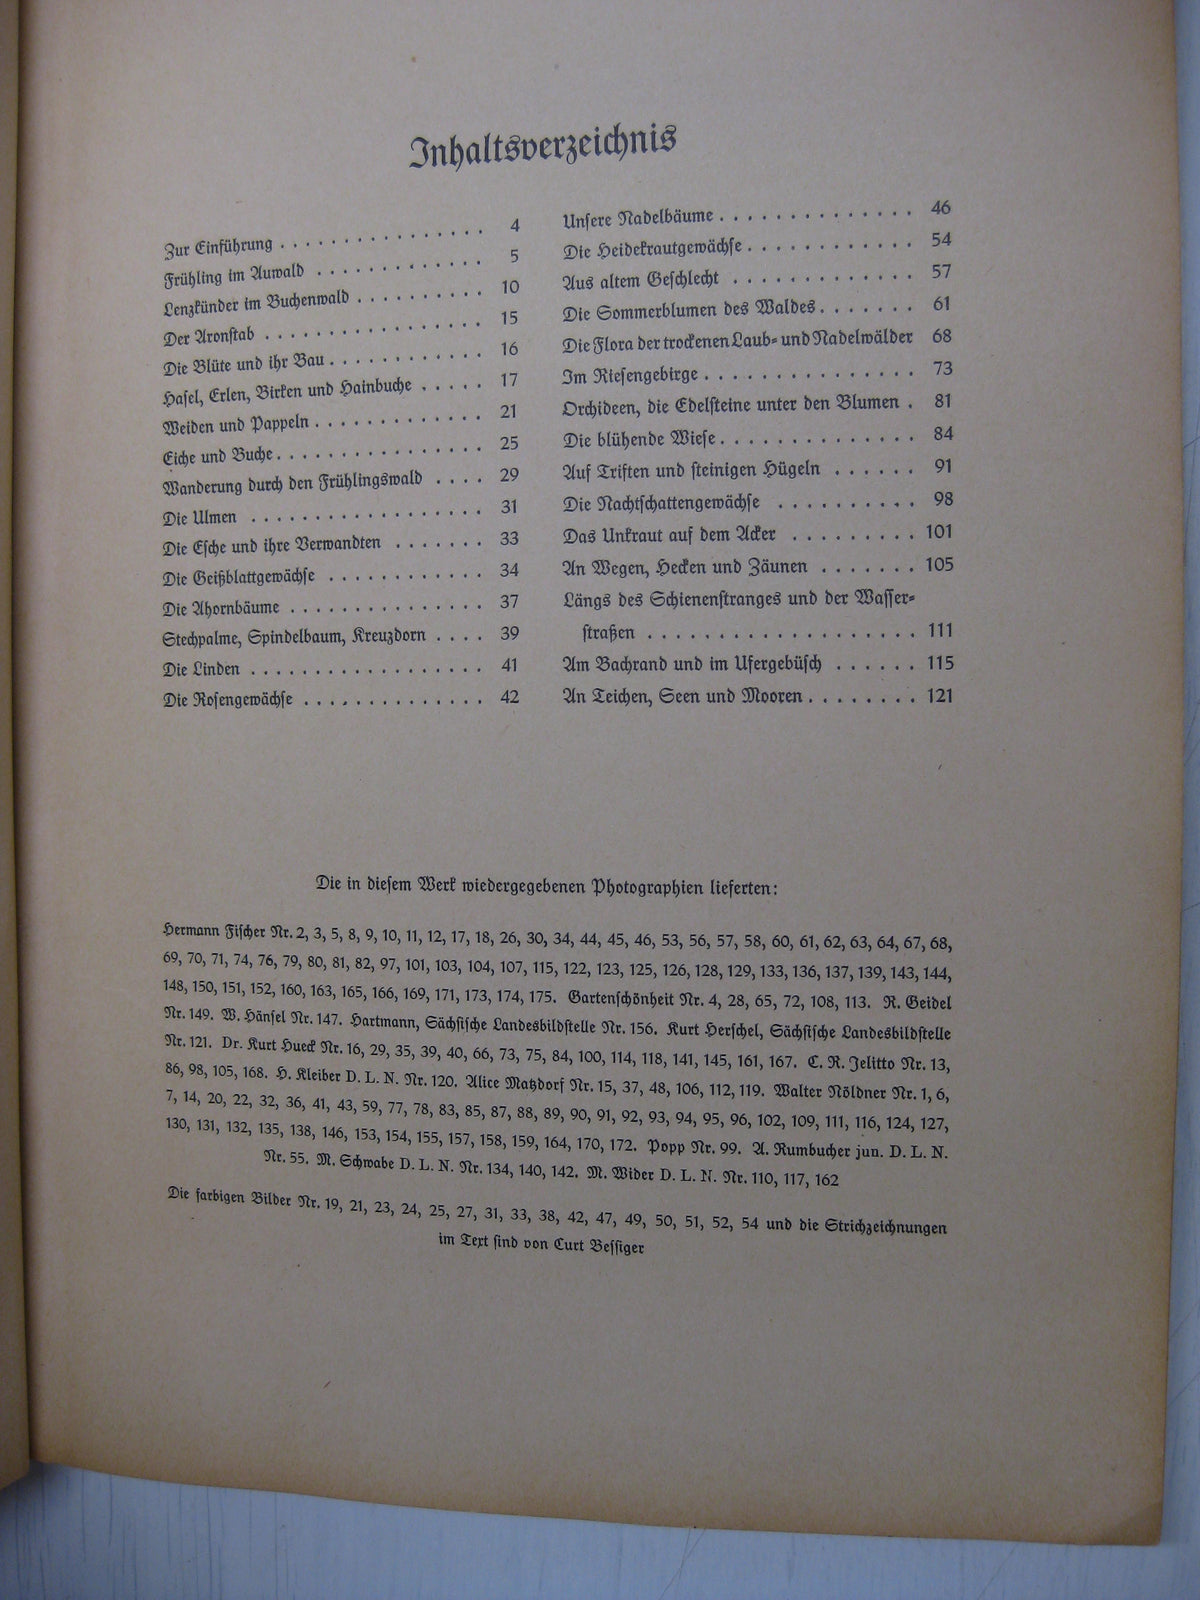 Inhaltsverzeichnis
Zur Einführung . . . . . . . . . . . . . . . . 4
Frühling im Auwald . . . . . . . . . . . . . 5
Lenzkünder im Buchenwald . . . . . . . . . . 10
Der Aronstab . . . . . . . . . . . . . . . . 15
Die Blüte und ihr Bau . . . . . . . . . . . . 16
Hasel, Erlen, Birken und Hainbuche . . . . . 17
Weiden und Pappeln . . . . . . . . . . . . . 21
Eiche und Buche . . . . . . . . . . . . . . . 25
Wanderung durch den Frühlingswald . . . . 29
Die Ulmen . . . . . . . . . . . . . . . . . 31
Die Esche und ihre Verwandten . . . . . . . 33
Die Geißblattgewächse . . . . . . . . . . . . 34
Die Ahornbäume . . . . . . . . . . . . . . . 37
Stechpalme, Spindelbaum, Kreuzdorn . . . . 39
Die Linden . . . . . . . . . . . . . . . . . 41
Die Rosengewächse . . . . . . . . . . . . . . 42
Unsere Nadelbäume . . . . . . . . . . . . . . 46
Die Heidekrautgewächse . . . . . . . . . . . . 54
Aus altem Geschlecht . . . . . . . . . . . . . 57
Die Sommerblumen des Waldes . . . . . . . 61
Die Flora der trockenen Laub- und Nadelwälder 68
Im Riesengebirge . . . . . . . . . . . . . . . 73
Orchideen, die Edelsteine unter den Blumen . 81
Die blühende Wiese . . . . . . . . . . . . . . 84
Auf Triften und steinigen Hügeln . . . . . . 91
Die Nachtschattengewächse . . . . . . . . . . 98
Das Unkraut auf dem Acker . . . . . . . . . 101
An Wegen, Hecken und Zäunen . . . . . . . 105
Längs des Schienenstranges und der Wasser-
straßen . . . . . . . . . . . . . . . . . . . 111
Am Bachrand und im Ufergebüsch . . . . . . 115
An Teichen, Seen und Mooren . . . . . . . . 121
Die in diesem Werk wiedergegebenen Photographien lieferten:
Hermann Fischer Nr. 2, 3, 5, 8, 9, 10, 11, 12, 17, 18, 26, 30, 34, 44, 45, 46, 53, 56, 57, 58, 60, 61, 62, 63, 64, 67, 68,
69, 70, 71, 74, 76, 79, 80, 81, 82, 97, 101, 103, 104, 107, 115, 122, 123, 125, 126, 128, 129, 133, 136, 137, 139, 143, 144,
148, 150, 151, 152, 160, 163, 165, 166, 169, 171, 173, 174, 175. Gartenschönheit Nr. 4, 28, 65, 72, 108, 113. R. Geidel
Nr. 149. W. Hänsel Nr. 147. Hartmann, Sächsische Landesbildstelle Nr. 156. Kurt Herschel, Sächsische Landesbildstelle
Nr. 121. Dr. Kurt Hueck Nr. 16, 29, 35, 39, 40, 66, 73, 75, 84, 100, 114, 118, 141, 145, 161, 167. C. R. Jelitto Nr. 13,
86, 98, 105, 168. H. Kleiber D. L. N. Nr. 120. Alice Matzdorf Nr. 15, 37, 48, 106, 112, 119. Walter Nöldner Nr. 1, 6,
7, 14, 20, 22, 32, 36, 41, 43, 59, 77, 78, 83, 85, 87, 88, 89, 90, 91, 92, 93, 94, 95, 96, 102, 109, 111, 116, 124, 127,
130, 131, 132, 135, 138, 146, 153, 154, 155, 157, 158, 159, 164, 170, 172. Popp Nr. 99. A. Rumbucher jun. D. L. N.
Nr. 55. M. Schwabe D. L. N. Nr. 134, 140, 142. M. Wider D. L. N. Nr. 110, 117, 162
Die farbigen Bilder Nr. 19, 21, 23, 24, 25, 27, 31, 33, 38, 42, 47, 49, 50, 51, 52, 54 und die Strichzeichnungen
im Text sind von Curt Bessiger